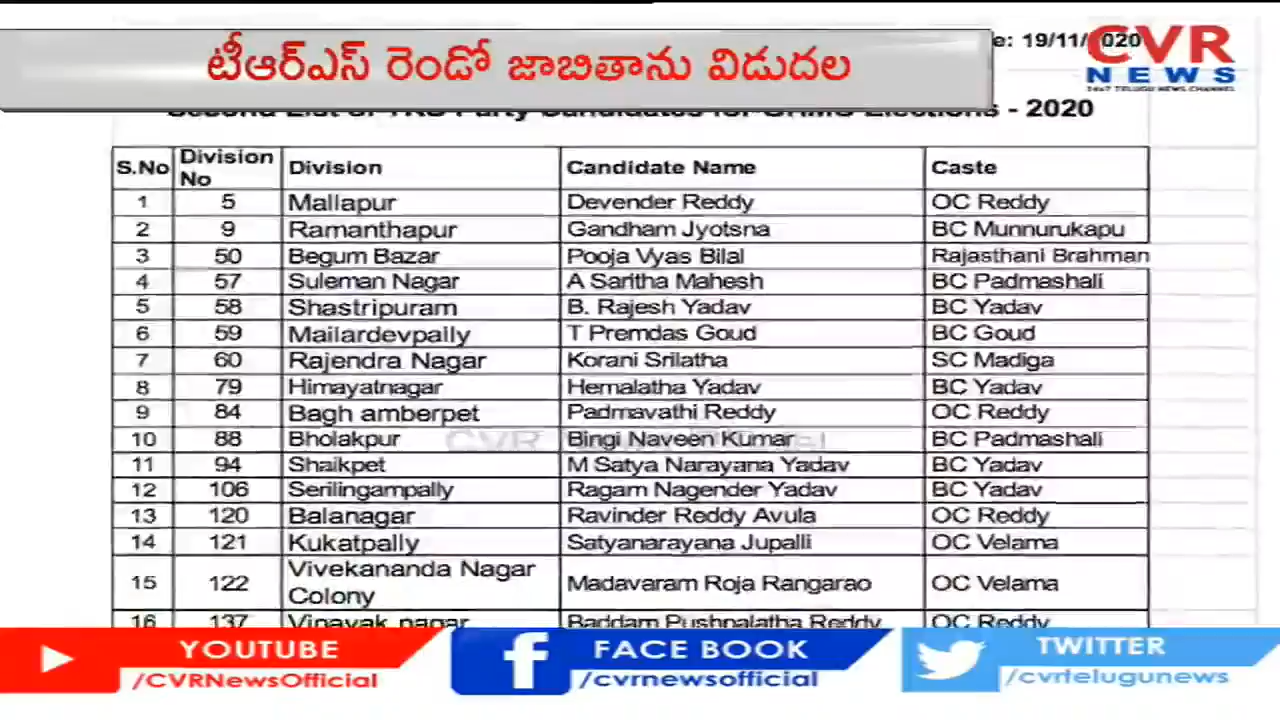 టీఆర్ఎస్ రెండో జాబితాను విడుదల
e: 19/11/2020
CVR
NEWS
24x7 TELUGU NEWS CHANNEL
Second List of TRS Party Candidates for GHMC Elections - 2020
S.No Division No Division Candidate Name Caste
1 5 Mallapur Devender Reddy OC Reddy
2 9 Ramanthapur Gandham Jyotsna BC Munnurukapu
3 50 Begum Bazar Pooja Vyas Bilal Rajasthani Brahman
4 57 Suleman Nagar A Saritha Mahesh BC Padmashali
5 58 Shastripuram B. Rajesh Yadav BC Yadav
6 59 Mailardevpally T Premdas Goud BC Goud
7 60 Rajendra Nagar Korani Srilatha SC Madiga
8 79 Himayatnagar Hemalatha Yadav BC Yadav
9 84 Bagh amberpet Padmavathi Reddy OC Reddy
10 88 Bholakpur Bingi Naveen Kumar BC Padmashali
11 94 Shaikpet M Satya Narayana Yadav BC Yadav
12 106 Serilingampally Ragam Nagender Yadav BC Yadav
13 120 Balanagar Ravinder Reddy Avula OC Reddy
14 121 Kukatpally Satyanarayana Jupalli OC Velama
15 122 Vivekananda Nagar Colony Madavaram Roja Rangarao OC Velama
16 137 Vinayak nagar Baddam Pushpalatha Reddy OC Reddy
YOUTUBE FACE BOOK TWITTER
/CVRNewsOfficial /cvrnewsofficial /cvrtelugunews